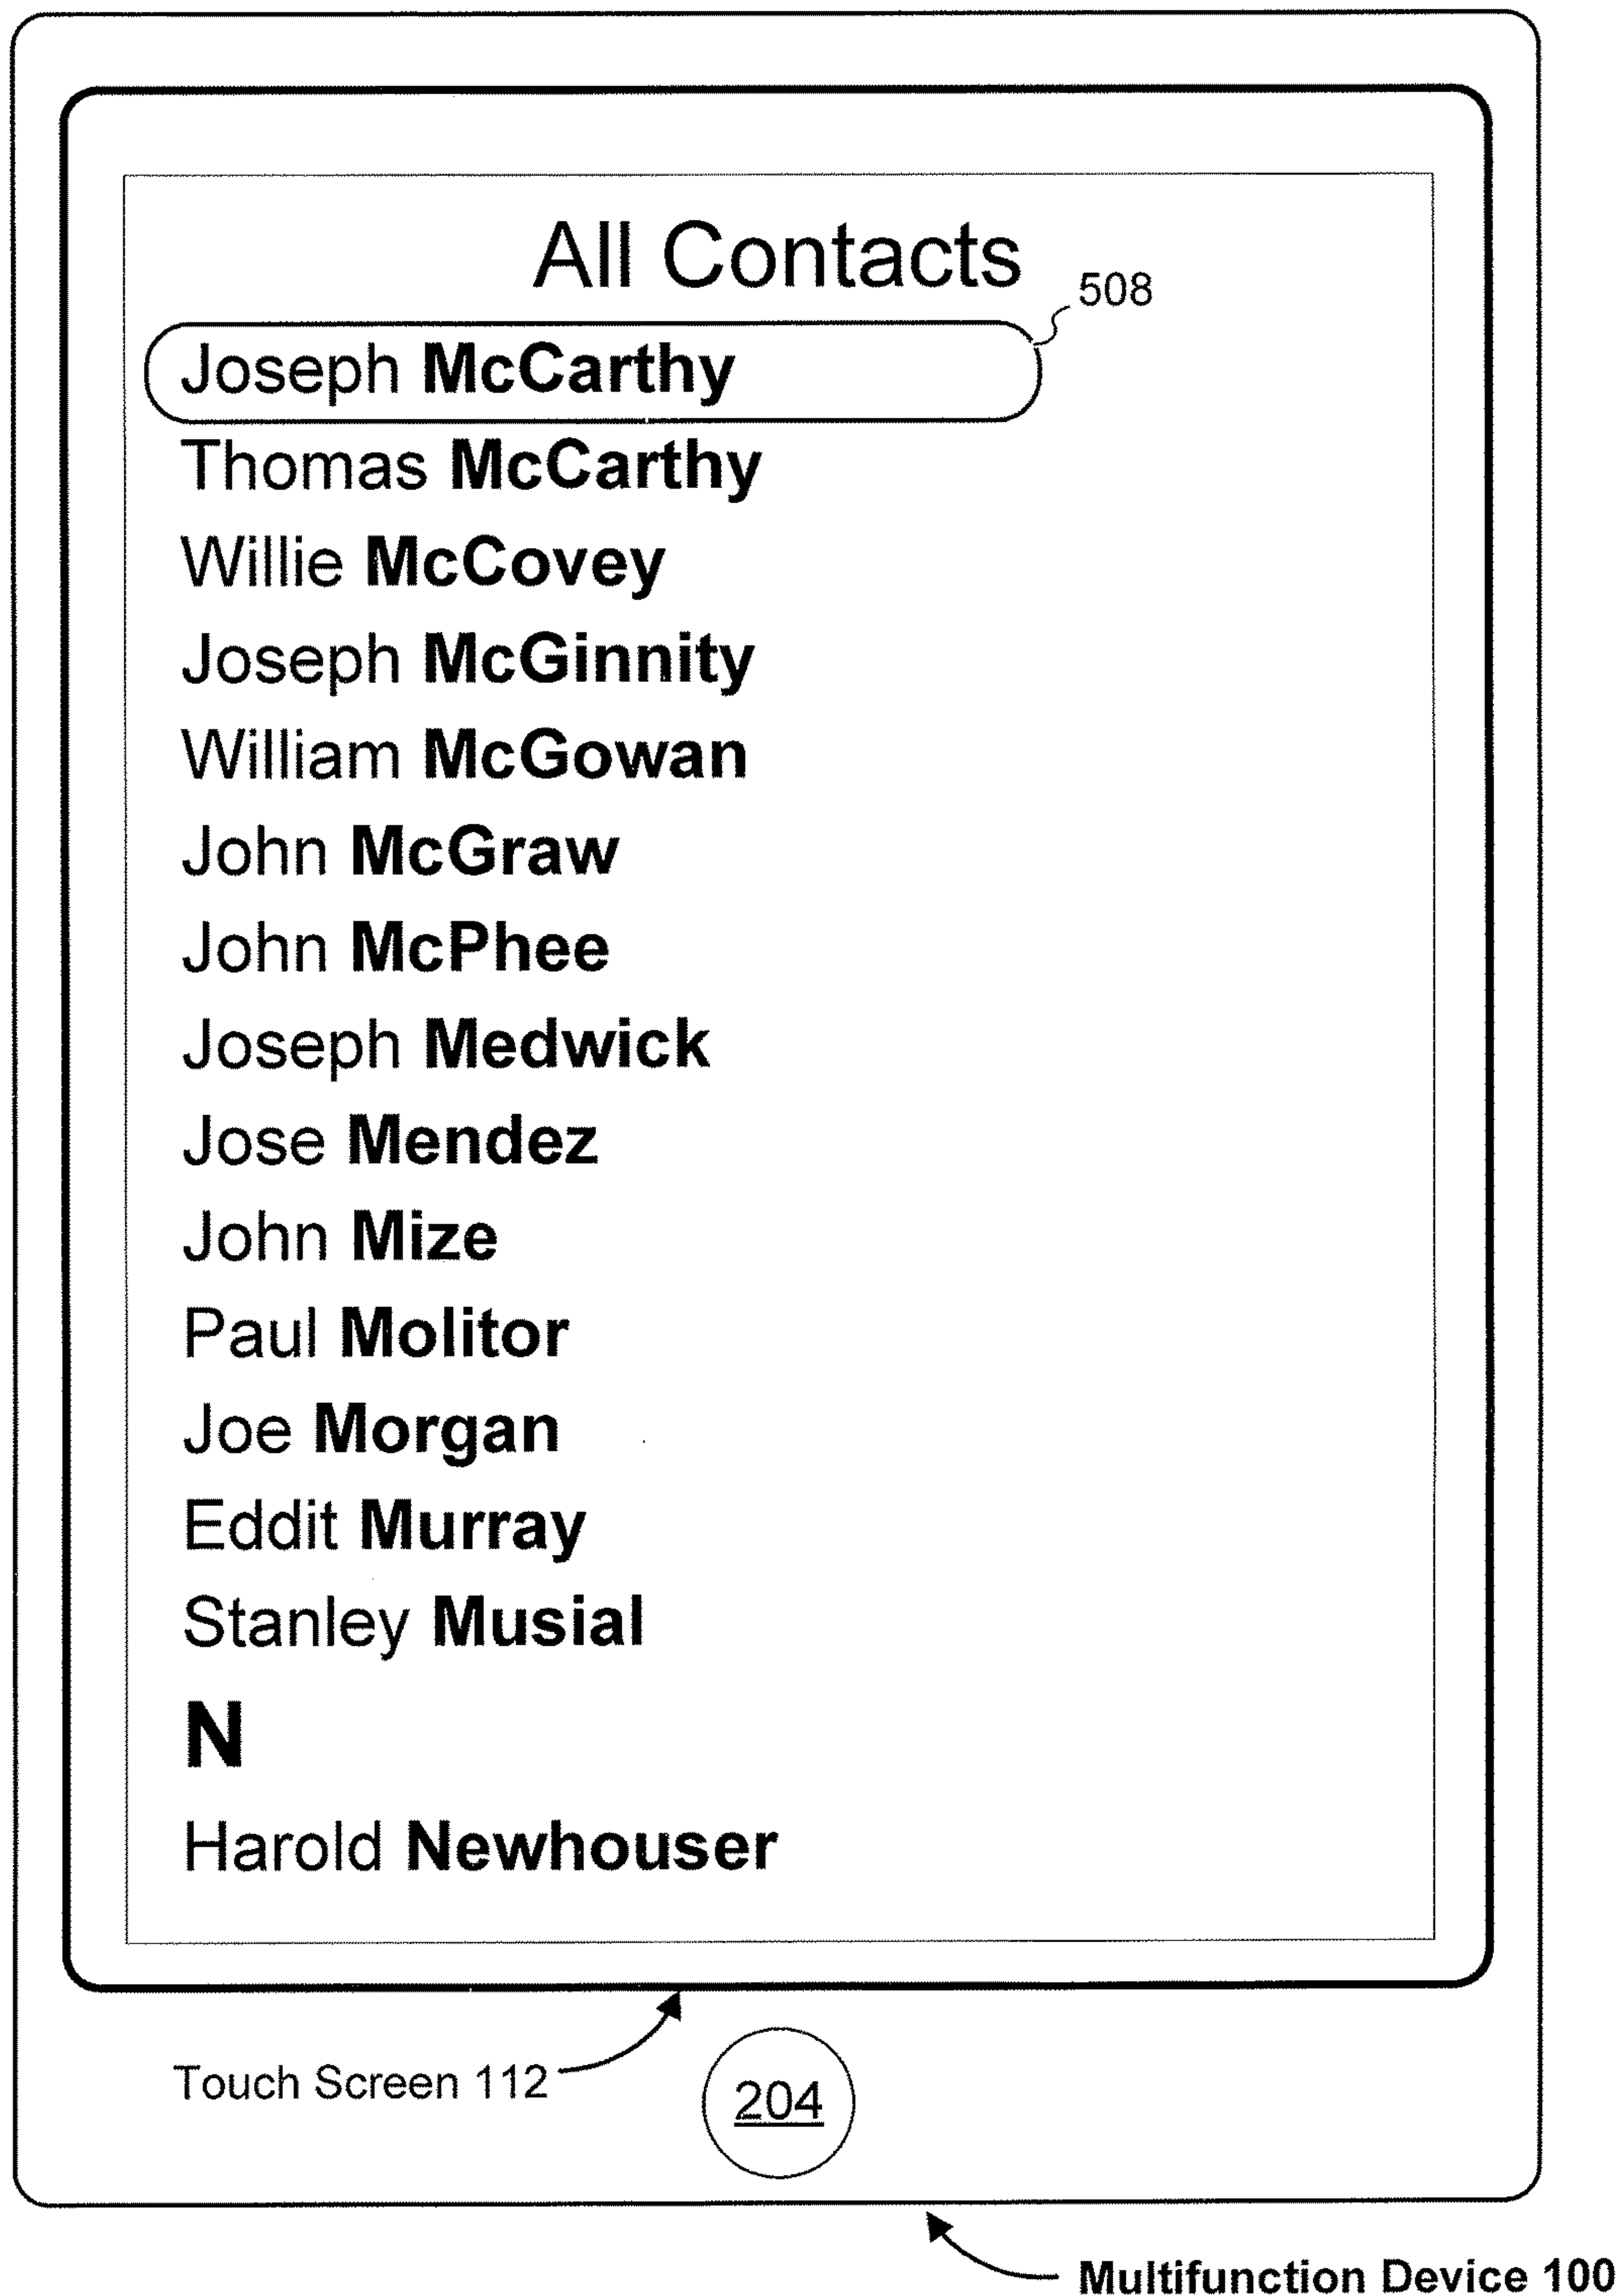 All Contacts
508
Joseph McCarthy
Thomas McCarthy
Willie McCovey
Joseph McGinnity
William McGowan
John McGraw
John McPhee
Joseph Medwick
Jose Mendez
John Mize
Paul Molitor
Joe Morgan
Eddit Murray
Stanley Musial
N
Harold Newhouser
Touch Screen 112
204
Multifunction Device 100